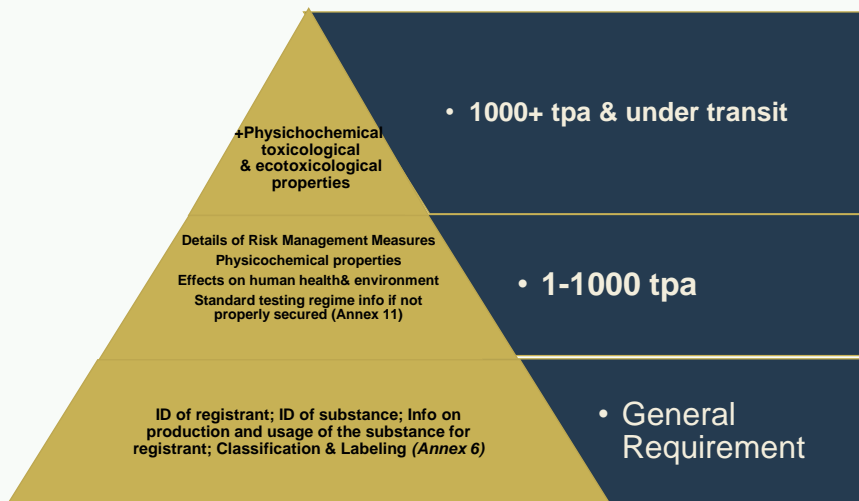 +Physichochemical
toxicological
& ecotoxicological
properties
• 1000+ tpa & under transit
Details of Risk Management Measures
Physicochemical properties
Effects on human health& environment
Standard testing regime info if not
properly secured (Annex 11)
• 1-1000 tpa
ID of registrant; ID of substance; Info on
production and usage of the substance for
registrant; Classification & Labeling (Annex 6)
• General
Requirement